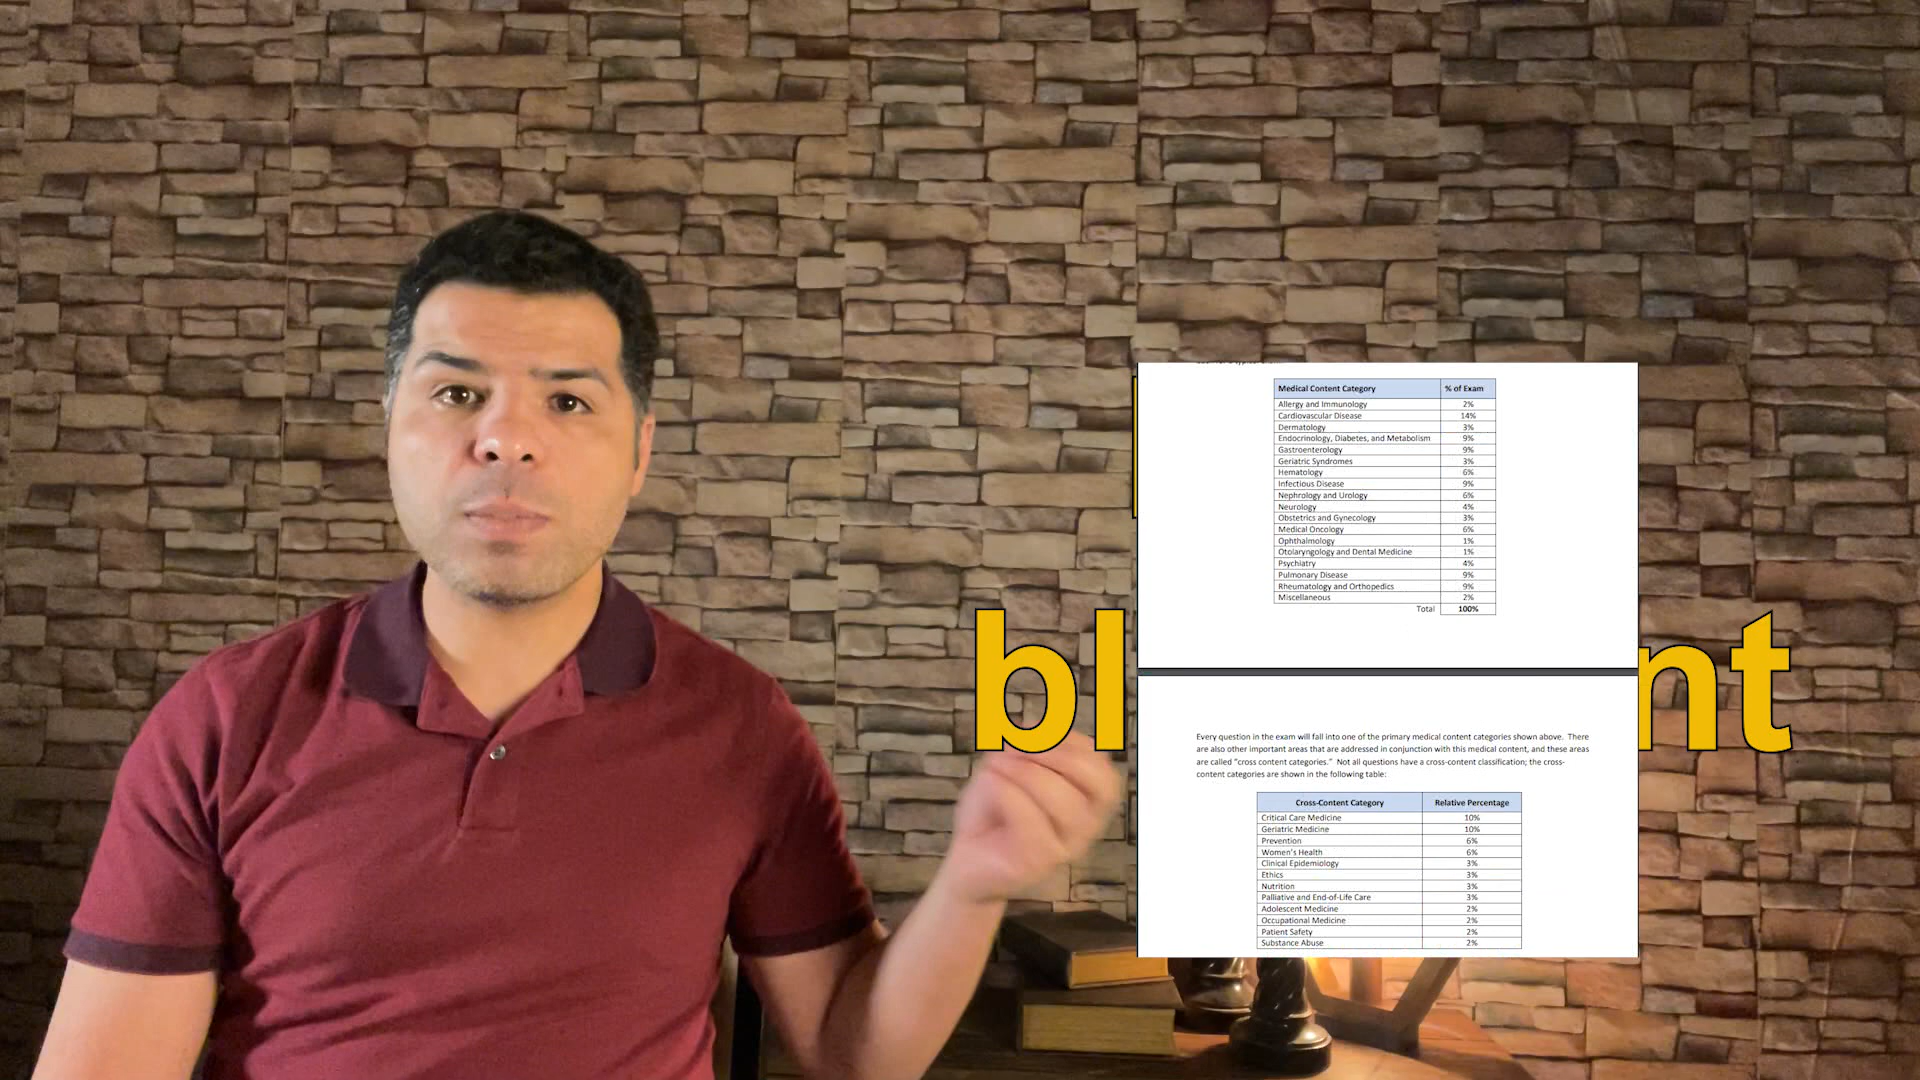 Medical Content Category % of Exam
Allergy and Immunology 2%
Cardiovascular Disease 14%
Dermatology 3%
Endocrinology, Diabetes, and Metabolism 9%
Gastroenterology 9%
Geriatric Syndromes 3%
Hematology 6%
Infectious Disease 9%
Nephrology and Urology 6%
Neurology 4%
Obstetrics and Gynecology 3%
Medical Oncology 6%
Ophthalmology 1%
Otolaryngology and Dental Medicine 1%
Psychiatry 4%
Pulmonary Disease 9%
Rheumatology and Orthopedics 9%
Miscellaneous 2%
Total 100%
bl nt
Every question in the exam will fall into one of the primary medical content categories shown above. There
are also other important areas that are addressed in conjunction with this medical content, and these areas
are called “cross content categories.” Not all questions have a cross-content classification; the cross-
content categories are shown in the following table:
Cross-Content Category Relative Percentage
Critical Care Medicine 10%
Geriatric Medicine 10%
Prevention 6%
Women's Health 6%
Clinical Epidemiology 3%
Ethics 3%
Nutrition 3%
Palliative and End-of-Life Care 3%
Adolescent Medicine 2%
Occupational Medicine 2%
Patient Safety 2%
Substance Abuse 2%